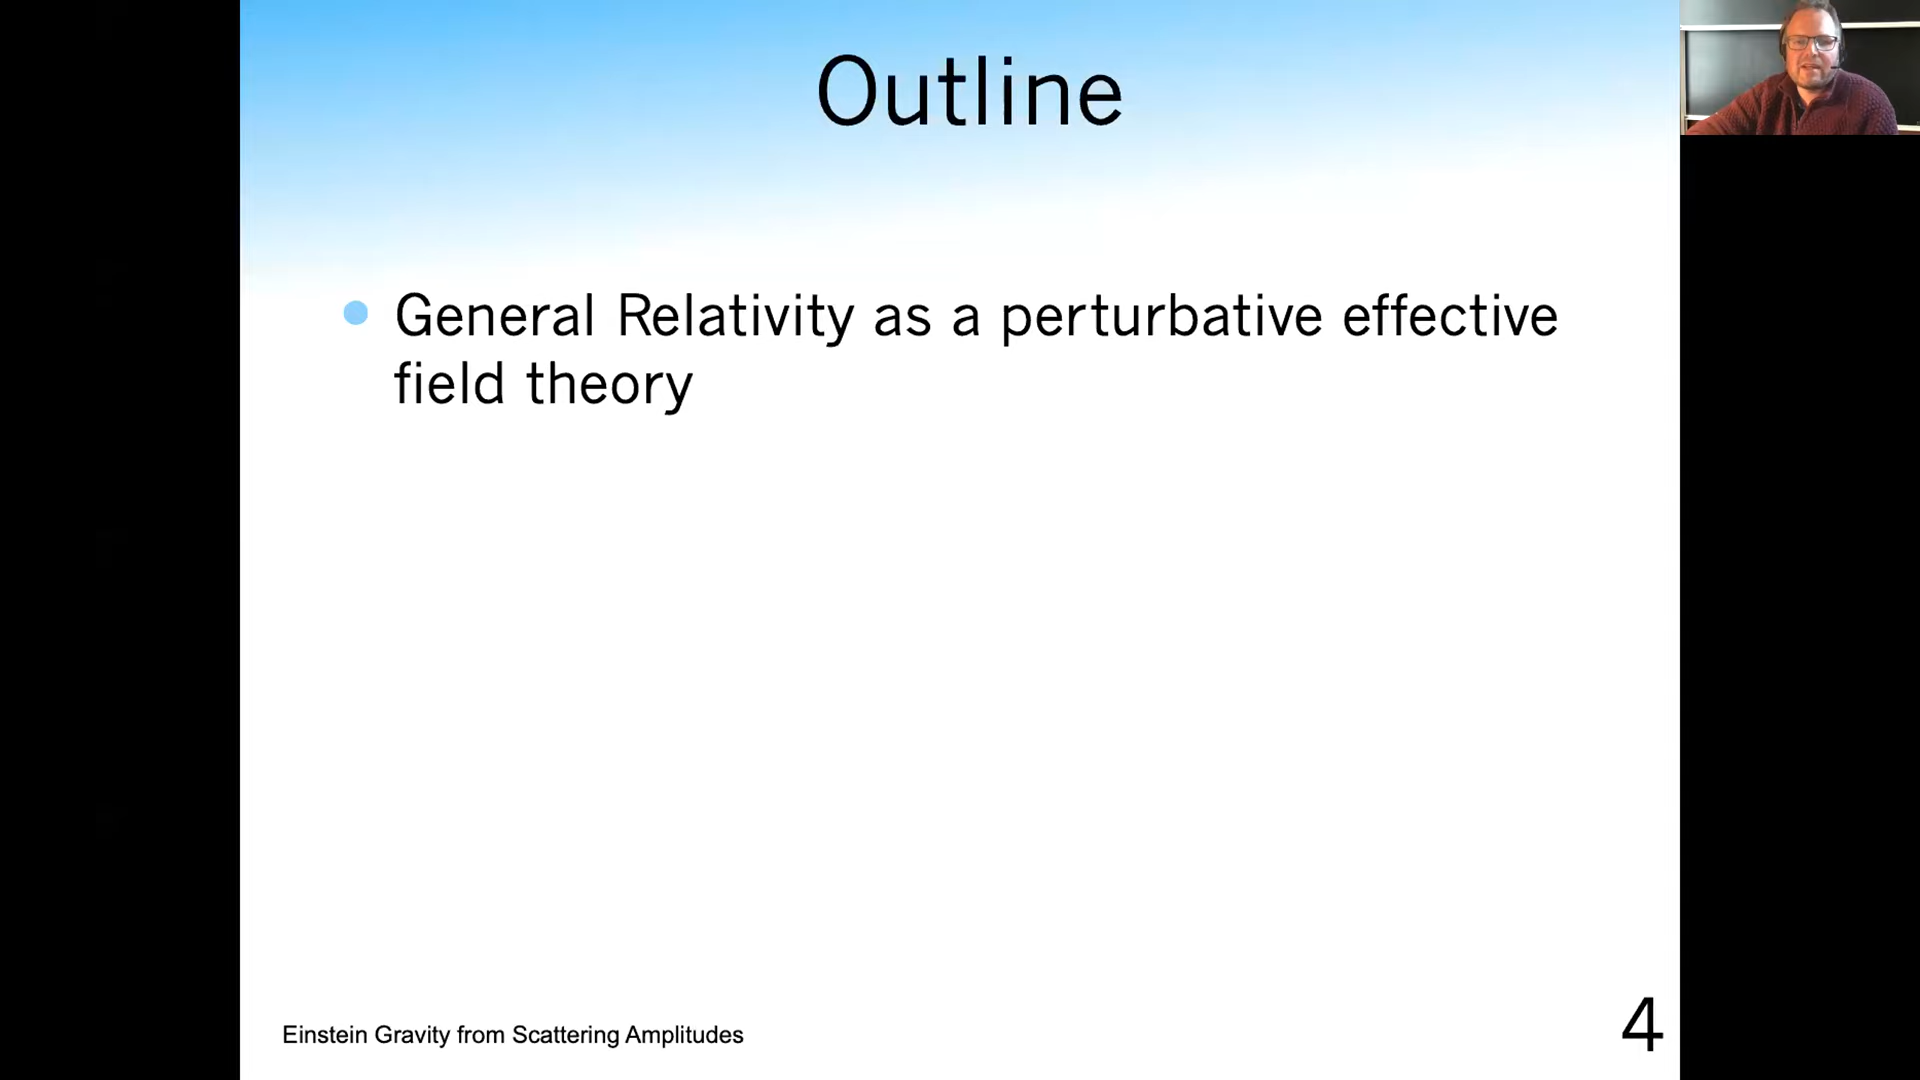 Outline
General Relativity as a perturbative effective
field theory
Einstein Gravity from Scattering Amplitudes
4